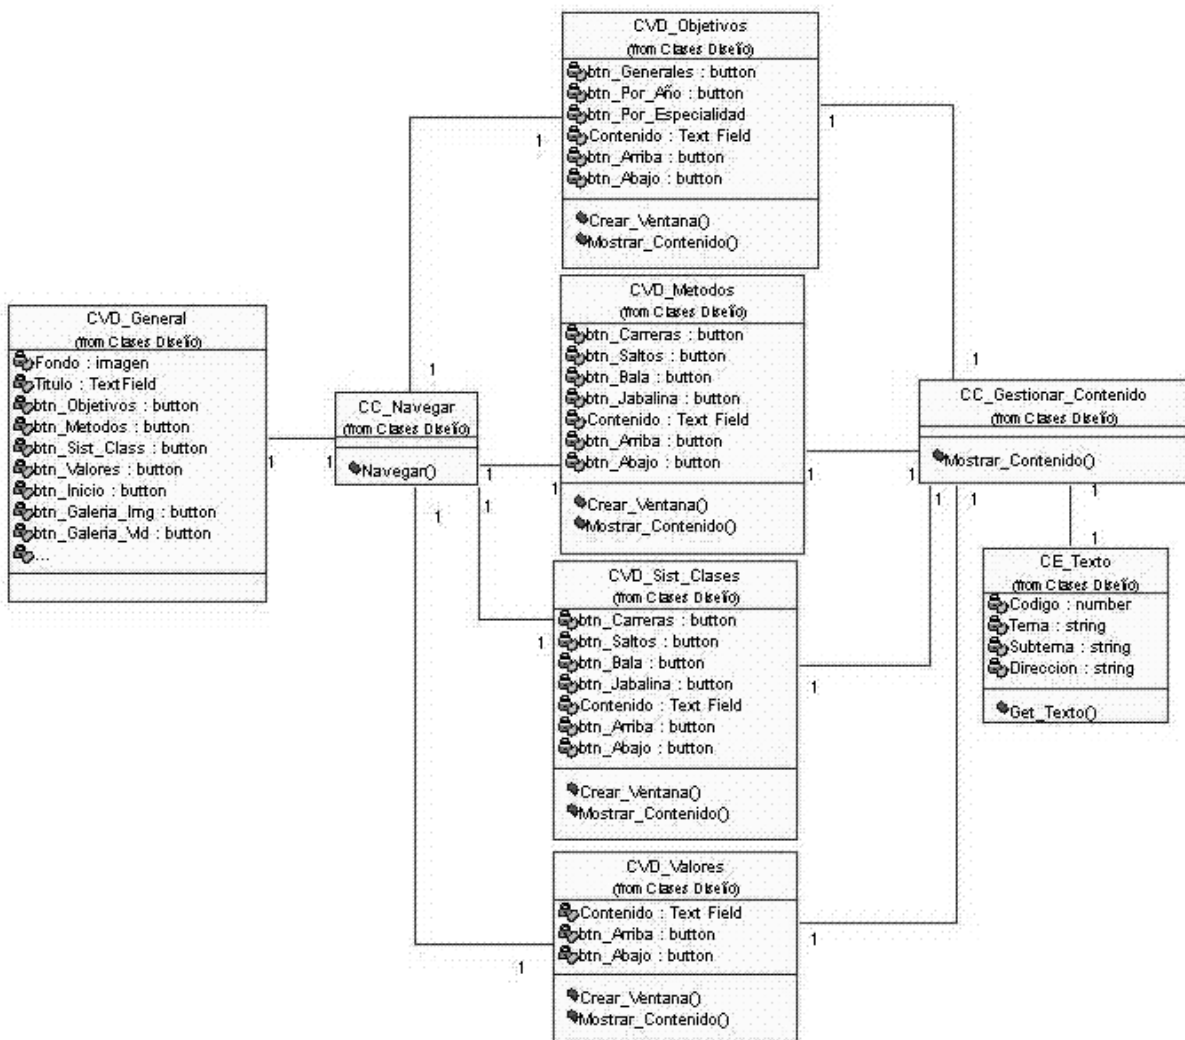 CVD_Objetivos
(from Clases Diseño)
btn_Generales : button
btn_Por_Año : button
btn_Por_Especialidad
Contenido : Text Field
btn_Arriba : button
btn_Abajo : button
Crear_Ventana()
Mostrar_Contenido()
1
1
1
1
CVD_General
(from Clases Diseño)
Fondo : imagen
Titulo : TextField
btn_Objetivos : button
btn_Metodos : button
btn_Sist_Class : button
btn_Valores : button
btn_Inicio : button
btn_Galeria_Img : button
btn_Galeria_Vid : button
...
1
1
CC_Navegar
(from Clases Diseño)
Navegar()
1
1
1
1
CVD_Metodos
(from Clases Diseño)
btn_Carreras : button
btn_Saltos : button
btn_Bala : button
btn_Jabalina : button
Contenido : Text Field
btn_Arriba : button
btn_Abajo : button
Crear_Ventana()
Mostrar_Contenido()
1
1
CC_Gestionar_Contenido
(from Clases Diseño)
Mostrar_Contenido()
1
1
1
1
CE_Texto
(from Clases Diseño)
Codigo : number
Tema : string
Subtema : string
Direccion : string
Get_Texto()
CVD_Sist_Clases
(from Clases Diseño)
btn_Carreras : button
btn_Saltos : button
btn_Bala : button
btn_Jabalina : button
Contenido : Text Field
btn_Arriba : button
btn_Abajo : button
Crear_Ventana()
Mostrar_Contenido()
1
1
CVD_Valores
(from Clases Diseño)
Contenido : Text Field
btn_Arriba : button
btn_Abajo : button
Crear_Ventana()
Mostrar_Contenido()
1
1